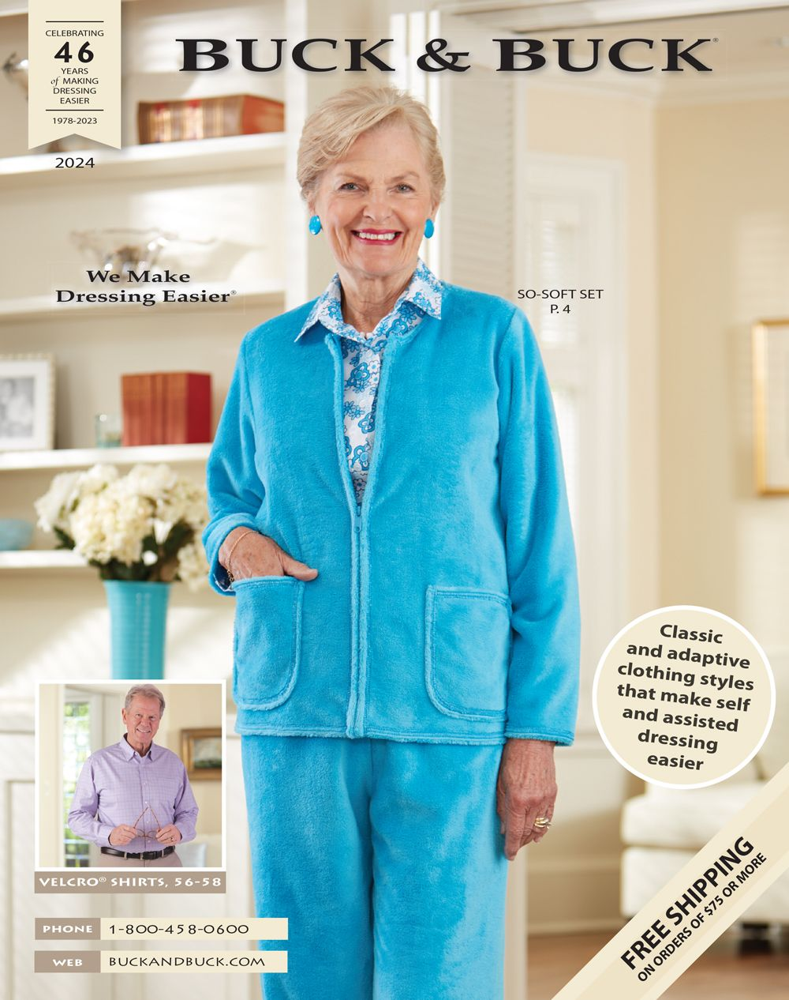 CELEBRATING
46
YEARS
of MAKING
DRESSING
EASIER
1978-2023
BUCK & BUCK®
2024
We Make
Dressing Easier®
SO-SOFT SET
P. 4
Classic
and adaptive
clothing styles
that make self
and assisted
dressing
easier
VELCRO® SHIRTS, 56-58
PHONE 1-800-458-0600
WEB BUCKANDBUCK.COM
FREE SHIPPING
ON ORDERS OF $75 OR MORE